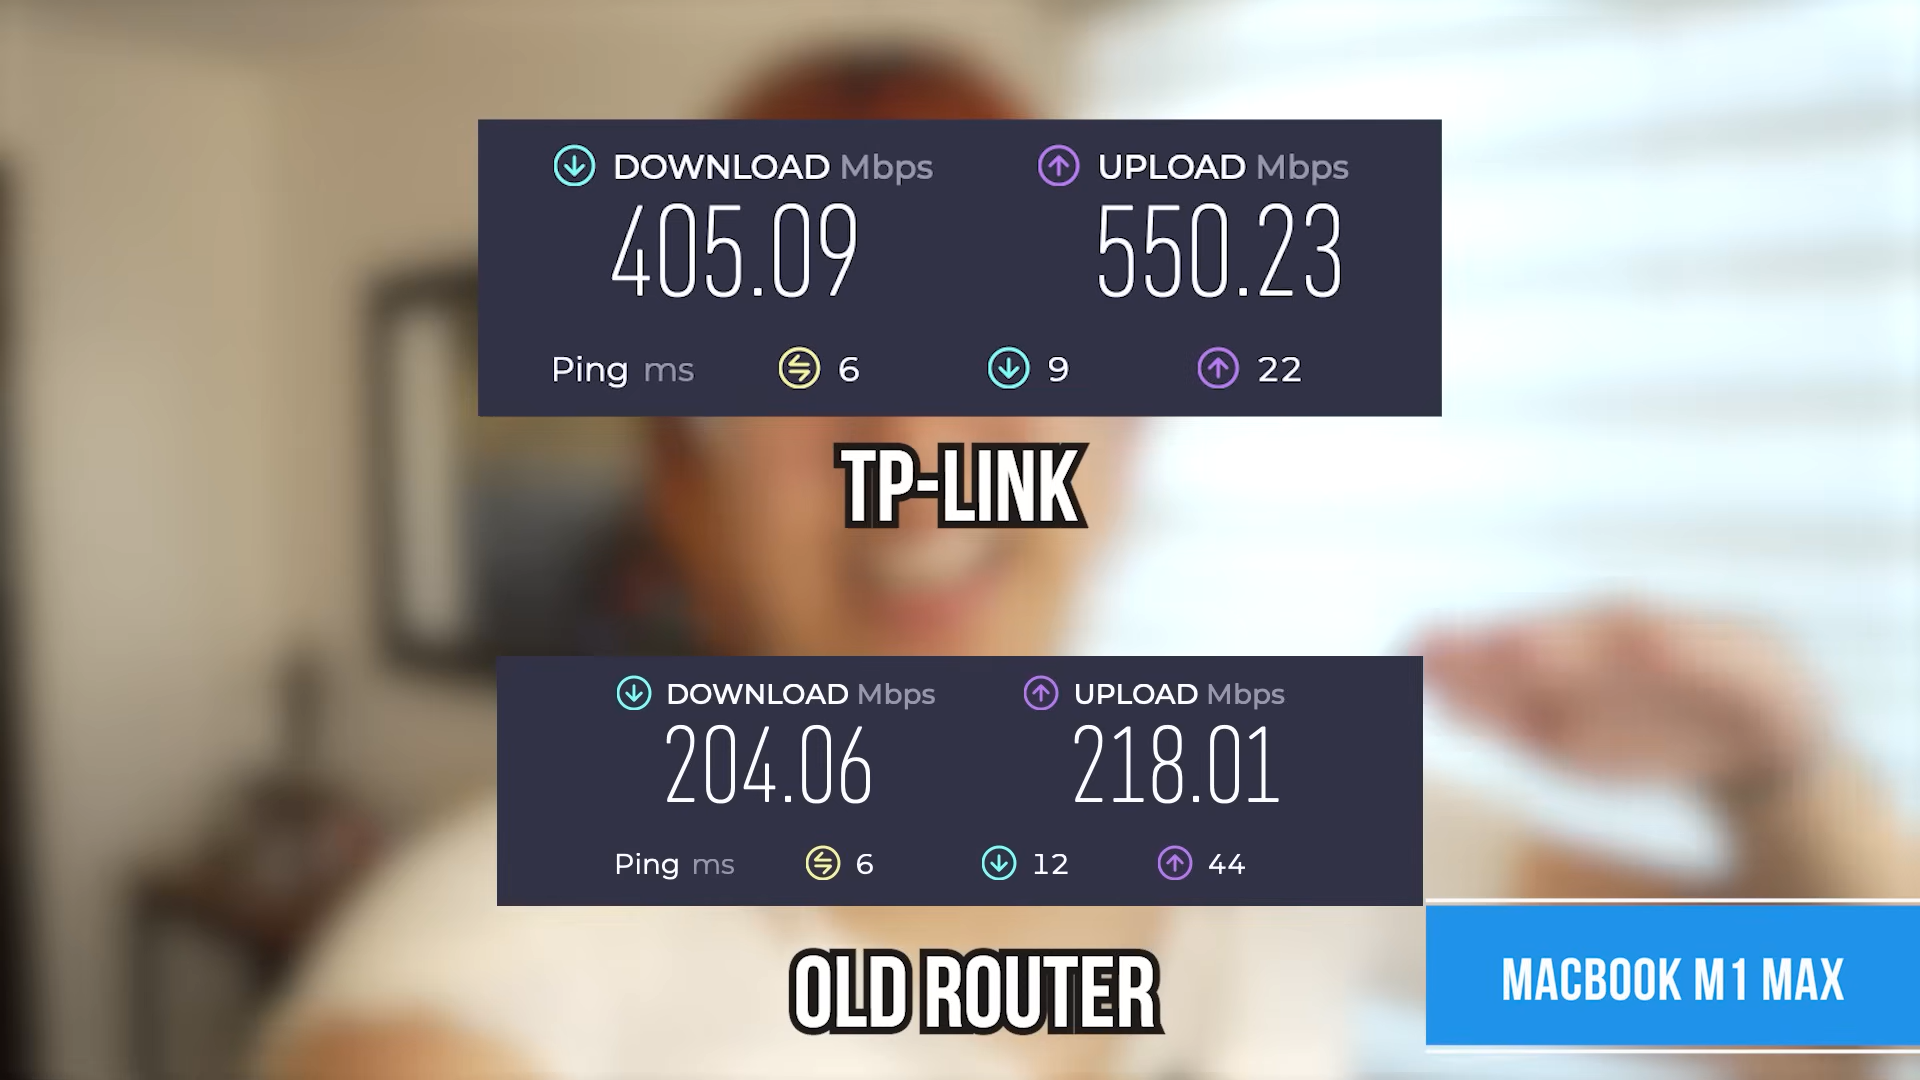 DOWNLOAD Mbps UPLOAD Mbps
405.09 550.23
Ping ms 6 9 22
TP-LINK
DOWNLOAD Mbps UPLOAD Mbps
204.06 218.01
Ping ms 6 12 44
OLD ROUTER
MACBOOK M1 MAX